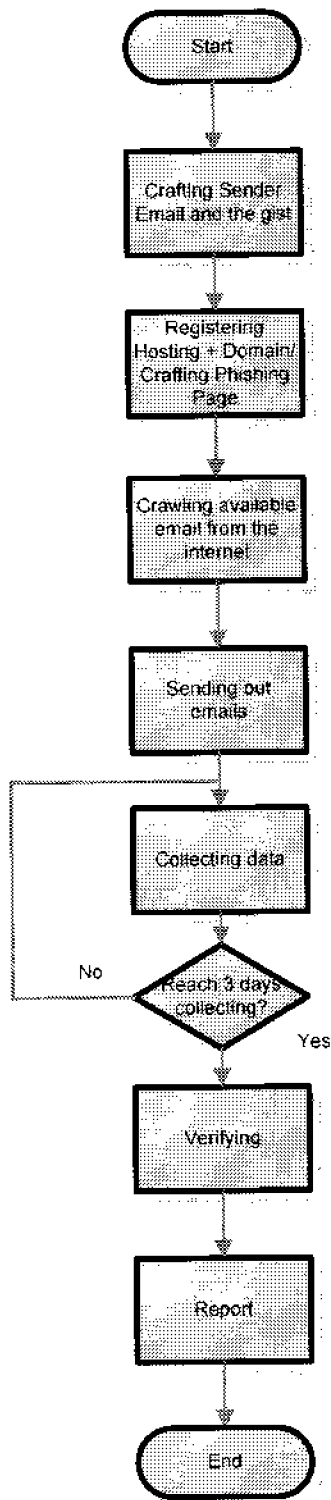 Start
Crafting Sender
Email and the gist
Registering
Hosting + Domain/
Crafting Phishing
Page
Crawling available
email from the
internet
Sending out
emails
Collecting data
Reach 3 days
collecting?
No
Yes
Verifying
Report
End